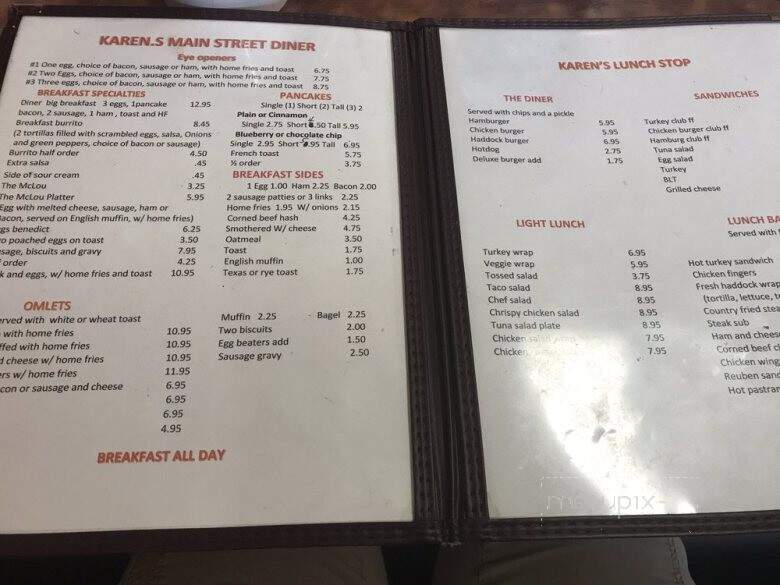 KAREN.S MAIN STREET DINER
Eye openers
#1 One egg, choice of bacon, sausage or ham, with home fries and toast 6.75
#2 Two Eggs, choice of bacon, sausage or ham, with home fries and toast 7.75
#3 Three eggs, choice of bacon, sausage or ham, with home fries and toast 8.75
BREAKFAST SPECIALTIES
Diner big breakfast 3 eggs, 1pancake 12.95
bacon, 2 sausage, 1 ham , toast and HF
Breakfast burrito 8.45
(2 tortillas filled with scrambled eggs, salsa, Onions
and green peppers, choice of bacon or sausage)
Burrito half order 4.50
Extra salsa .45
Side of sour cream .45
The McLou 3.25
The McLou Platter 5.95
Egg with melted cheese, sausage, ham or
Bacon, served on English muffin, w/ home fries)
eggs benedict 6.25
poached eggs on toast 3.50
sausage, biscuits and gravy 7.95
order 4.25
and eggs, w/ home fries and toast 10.95
PANCAKES
Single (1) Short (2) Tall (3) 2
Plain or Cinnamon
Single 2.75 Short .50 Tall 5.95
Blueberry or chocolate chip
Single 2.95 Short .95 Tall 6.95
French toast 5.75
½ order 3.75
BREAKFAST SIDES
1 Egg 1.00 Ham 2.25 Bacon 2.00
2 sausage patties or 3 links 2.25
Home fries 1.95 W/ onions 2.15
Corned beef hash 4.25
Smothered W/ cheese 4.75
Oatmeal 3.50
Toast 1.75
English muffin 1.00
Texas or rye toast 1.75
OMLETS
served with white or wheat toast
with home fries 10.95
with home fries 10.95
cheese w/ home fries 10.95
w/ home fries 11.95
bacon or sausage and cheese 6.95
6.95
6.95
4.95
Muffin 2.25 Bagel 2.25
Two biscuits 2.00
Egg beaters add 1.50
Sausage gravy 2.50
BREAKFAST ALL DAY
KAREN'S LUNCH STOP
THE DINER
Served with chips and a pickle
Hamburger 5.95
Chicken burger 5.95
Haddock burger 6.95
Hotdog 2.75
Deluxe burger add 1.75
SANDWICHES
Turkey club ff
Chicken burger club ff
Hamburg club ff
Tuna salad
Egg salad
Turkey
BLT
Grilled cheese
LIGHT LUNCH
Turkey wrap 6.95
Veggie wrap 5.95
Tossed salad 3.75
Taco salad 8.95
Chef salad 8.95
Chrispy chicken salad 8.95
Tuna salad plate 8.95
Chicken salad wrap 7.95
Chicken 7.95
LUNCH
Served with
Hot turkey sandwich
Chicken fingers
Fresh haddock wrap
(tortilla, lettuce,
Country fried
Steak sub
Ham and
Corned beef
Chicken
Reuben
Hot
menupix